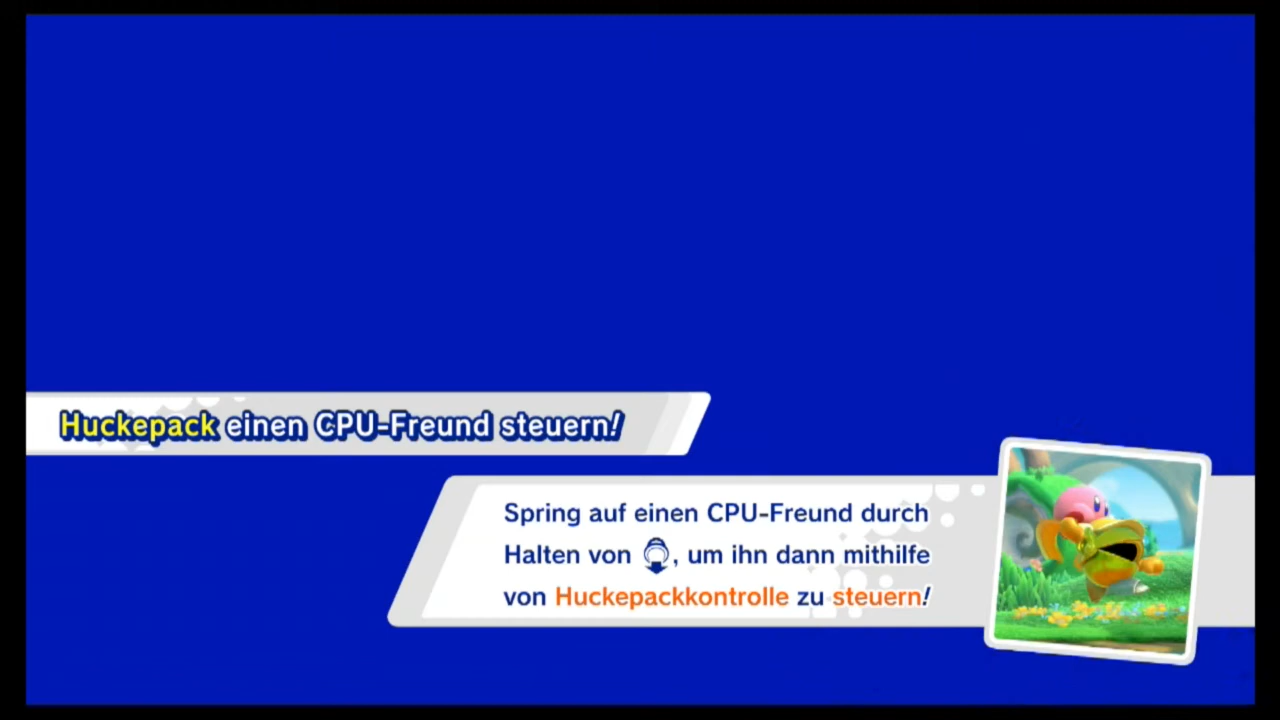 Huckepack einen CPU-Freund steuern!
Spring auf einen CPU-Freund durch
Halten von , um ihn dann mithilfe
von Huckepackkontrolle zu steuern!